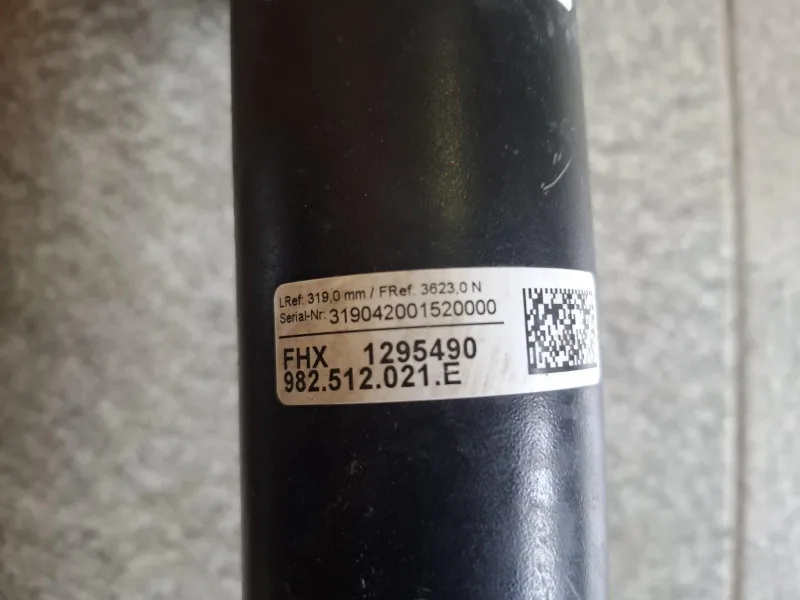 LRef: 319,0 mm / FRef. 3623,0 N
Serial-Nr: 319042001520000
FHX 1295490
982.512.021.E